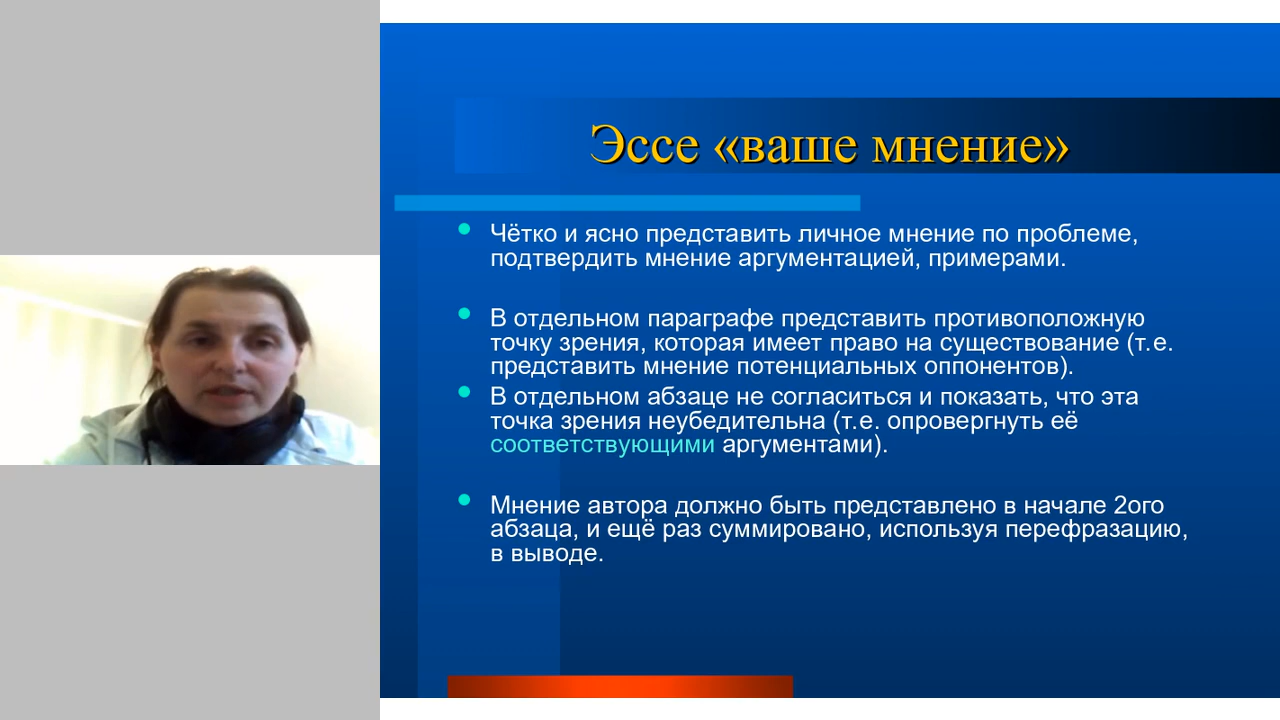 Эссе «ваше мнение»
Чётко и ясно представить личное мнение по проблеме,
подтвердить мнение аргументацией, примерами.
В отдельном параграфе представить противоположную
точку зрения, которая имеет право на существование (т.е.
представить мнение потенциальных оппонентов).
В отдельном абзаце не согласиться и показать, что эта
точка зрения неубедительна (т.е. опровергнуть её
соответствующими аргументами).
Мнение автора должно быть представлено в начале 2ого
абзаца, и ещё раз суммировано, используя перефразацию,
в выводе.